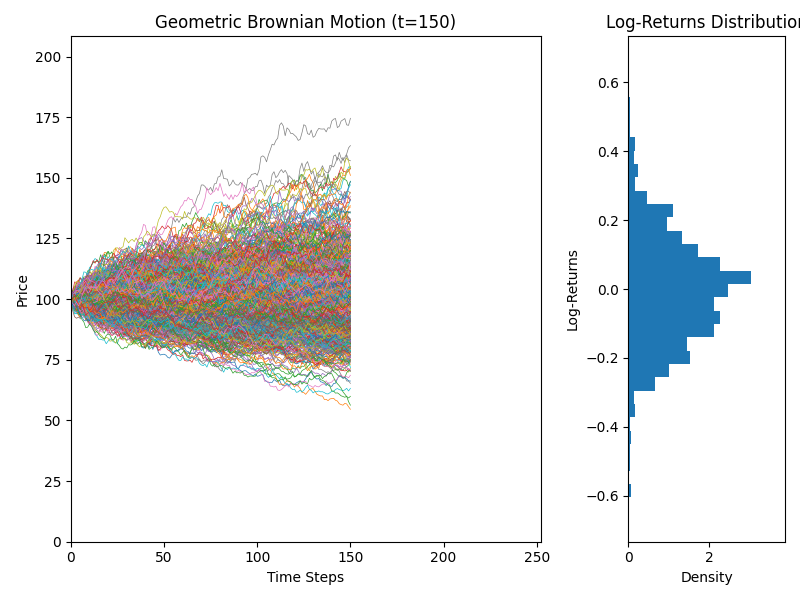 Geometric Brownian Motion (t=150)
200
175
150
125
100
75
50
25
0
Price
0 50 100 150 200 250
Time Steps
Log-Returns Distribution
0.6
0.4
0.2
0.0
−0.2
−0.4
−0.6
Log-Returns
0 2
Density